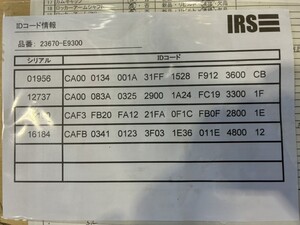 IRS
IDコード情報
品番: 23670-E9300
シリアル IDコード
01956 CA00 0134 001A 31FF 1528 F912 3600 CB
12737 CA00 083A 0325 2900 1A24 FC19 3300 1F
CAF3 FB20 FA12 21FA 0F1C FB0F 2800 1E
16184 CAFB 0341 0123 3F03 1E36 011E 4800 12